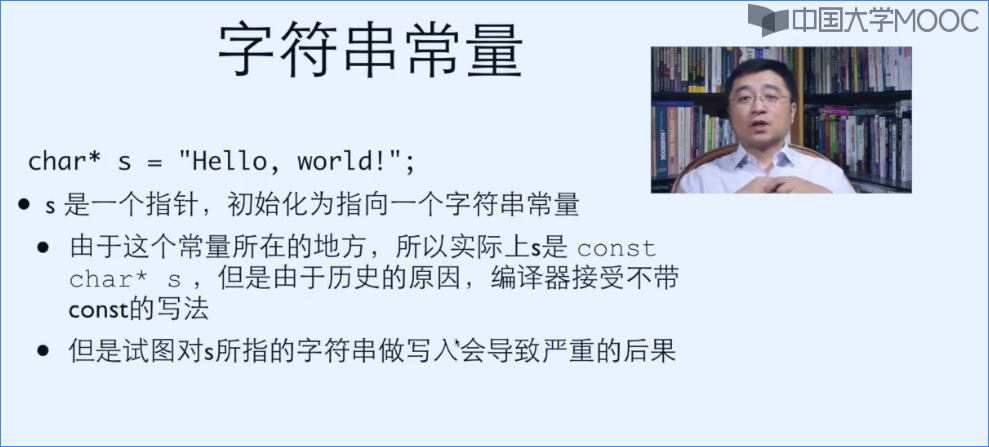 中国大学MOOC
字符串常量
char* s = "Hello, world!";
• s 是一个指针，初始化为指向一个字符串常量
• 由于这个常量所在的地方，所以实际上s是 const
char* s ，但是由于历史的原因，编译器接受不带
const的写法
• 但是试图对s所指的字符串做写入会导致严重的后果